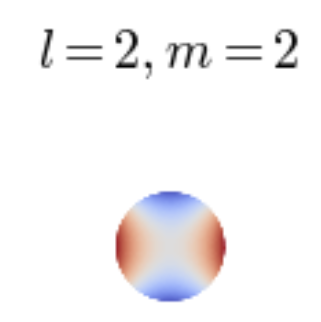 l = 2, m = 2